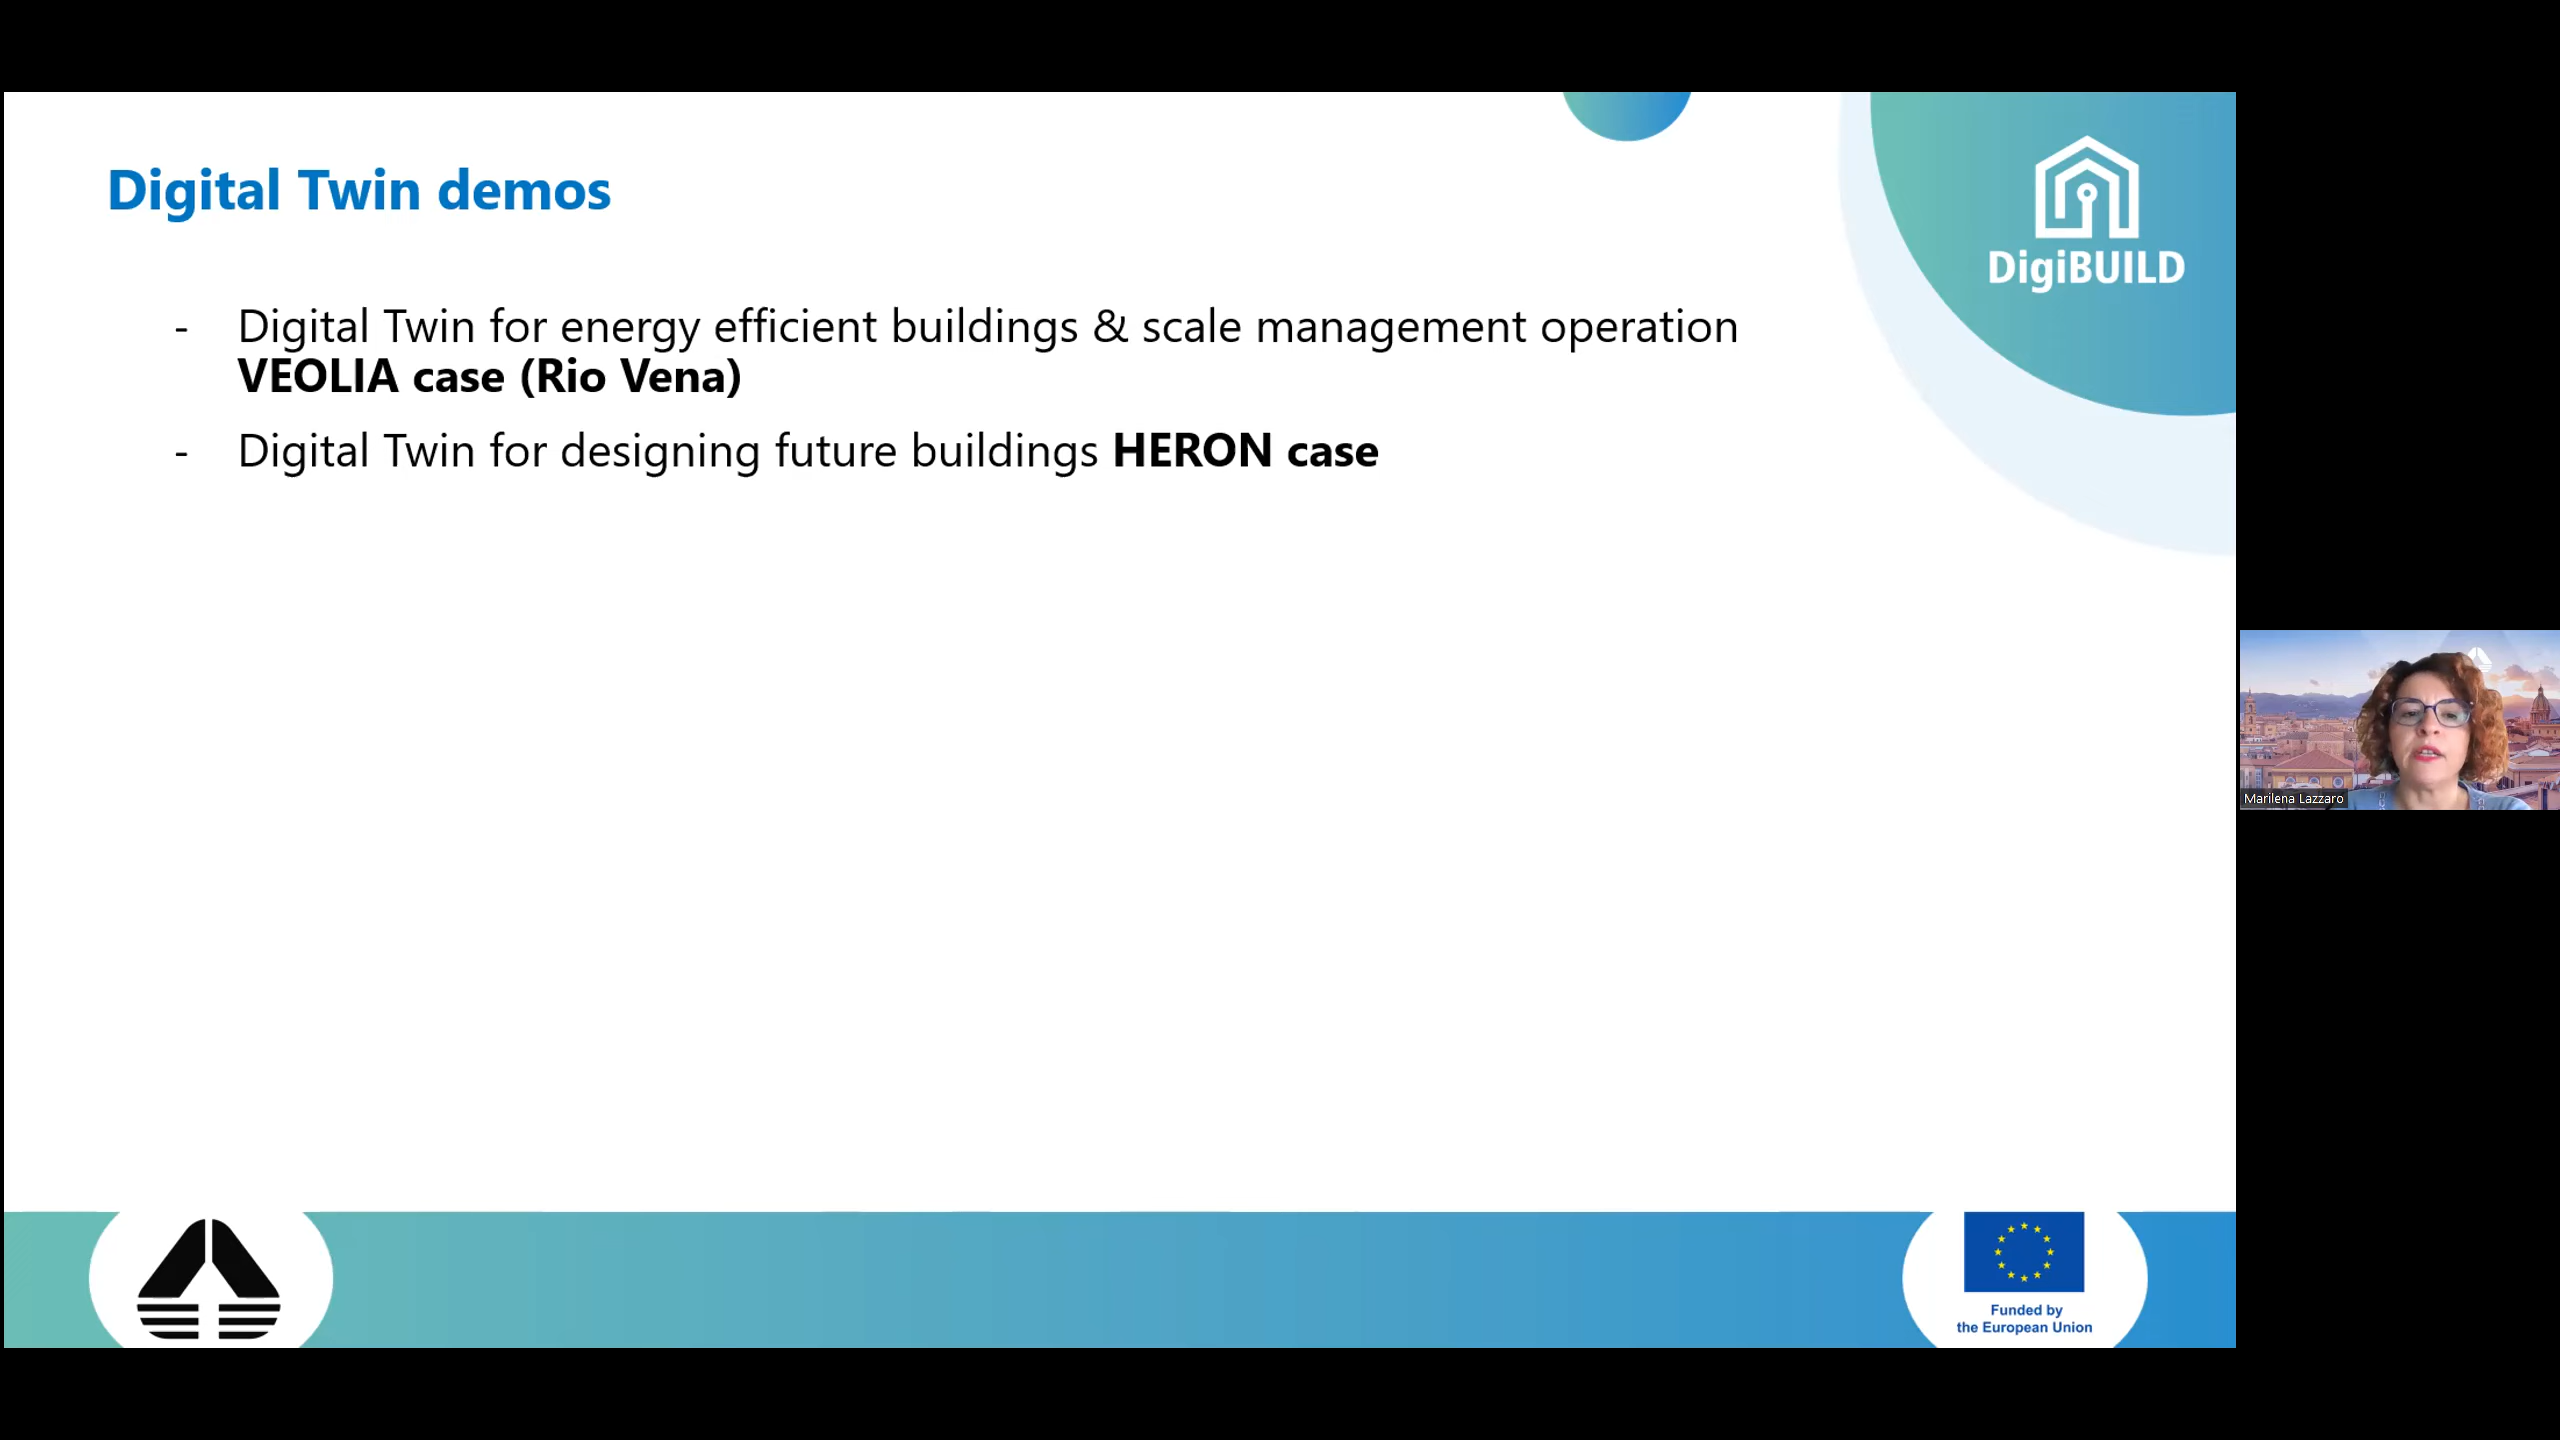 Digital Twin demos
DigiBUILD
- Digital Twin for energy efficient buildings & scale management operation
VEOLIA case (Rio Vena)
- Digital Twin for designing future buildings HERON case
Marilena Lazzaro
Funded by
the European Union